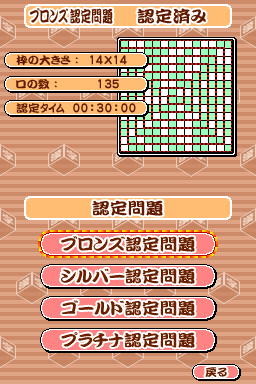 ブロンズ認定問題 認定済み
枠の大きさ： 14×14
口の数： 135
認定タイム 00:30:00
認定問題
ブロンズ認定問題
シルバー認定問題
ゴールド認定問題
プラチナ認定問題
戻る